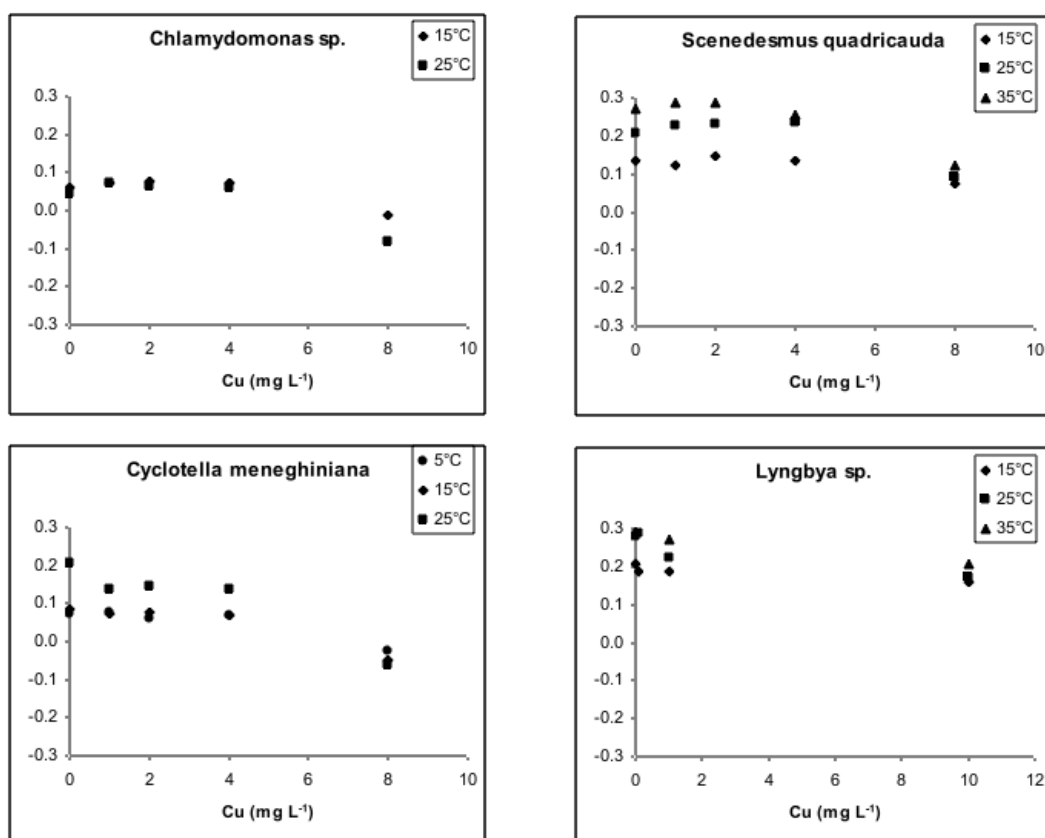 Chlamydomonas sp.
15°C
25°C
0.3
0.2
0.1
0.0
-0.1
-0.2
-0.3
0 2 4 6 8 10
Cu (mg L⁻¹)
Scenedesmus quadricauda
15°C
25°C
35°C
0.3
0.2
0.1
0.0
-0.1
-0.2
-0.3
0 2 4 6 8 10
Cu (mg L⁻¹)
Cyclotella meneghiniana
5°C
15°C
25°C
0.3
0.2
0.1
0.0
-0.1
-0.2
-0.3
0 2 4 6 8 10
Cu (mg L⁻¹)
Lyngbya sp.
15°C
25°C
35°C
0.3
0.2
0.1
0.0
-0.1
-0.2
-0.3
0 2 4 6 8 10 12
Cu (mg L⁻¹)